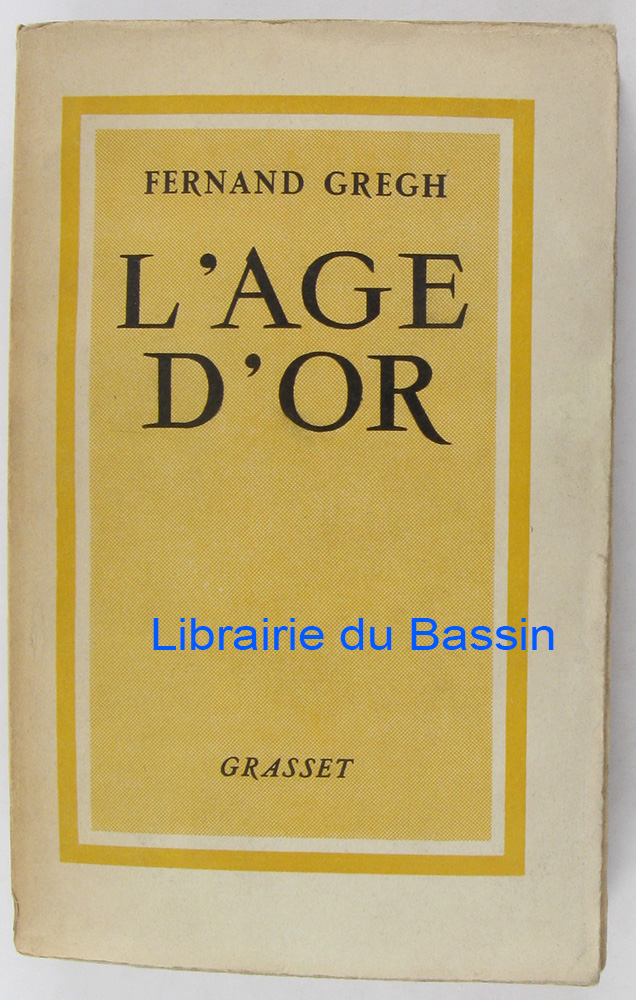 FERNAND GREGH
L'AGE
D'OR
Librairie du Bassin
GRASSET